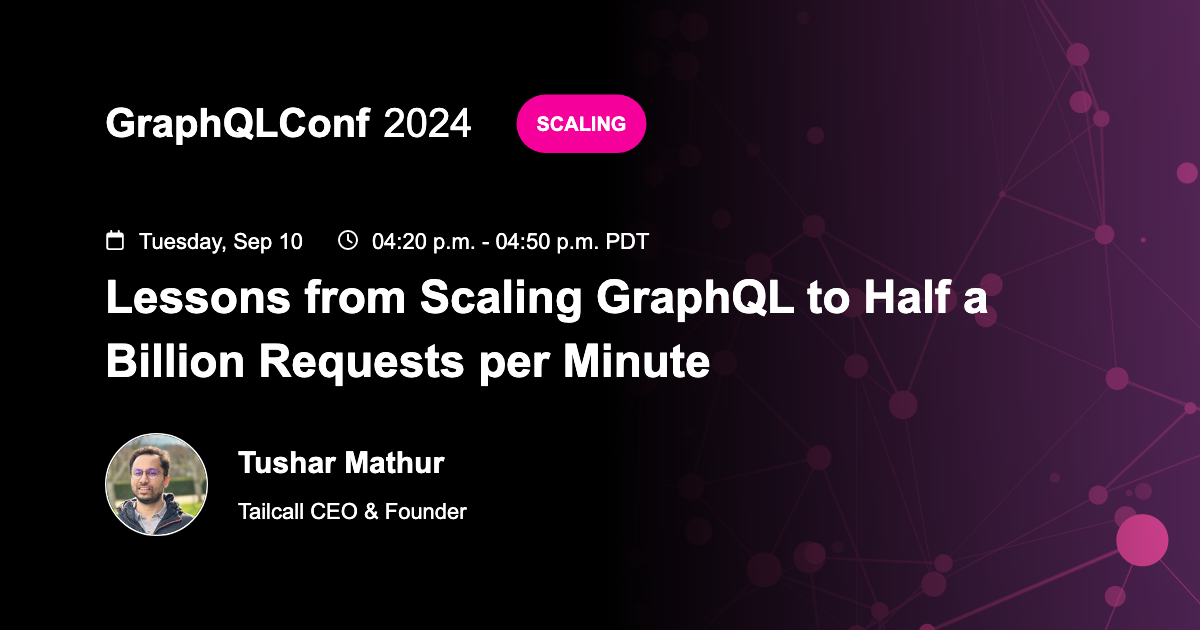 GraphQLConf 2024
SCALING
Tuesday, Sep 10 04:20 p.m. - 04:50 p.m. PDT
Lessons from Scaling GraphQL to Half a
Billion Requests per Minute
Tushar Mathur
Tailcall CEO & Founder